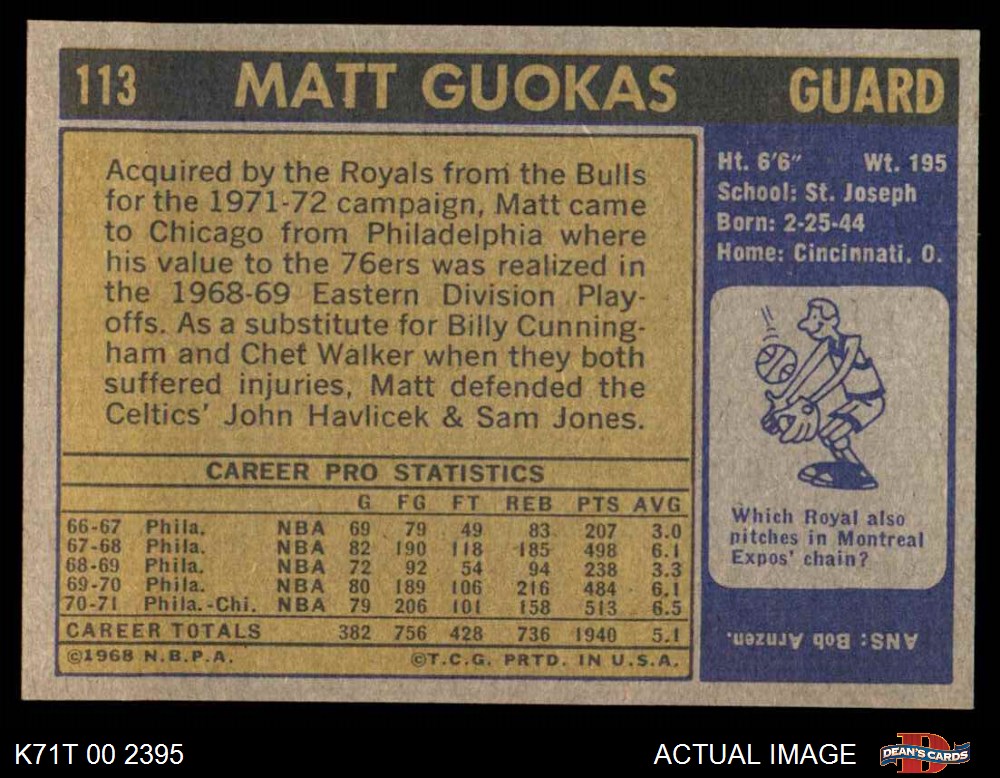 113 MATT GUOKAS GUARD
Acquired by the Royals from the Bulls
for the 1971-72 campaign, Matt came
to Chicago from Philadelphia where
his value to the 76ers was realized in
the 1968-69 Eastern Division Play-
offs. As a substitute for Billy Cunning-
ham and Chet Walker when they both
suffered injuries, Matt defended the
Celtics' John Havlicek & Sam Jones.
CAREER PRO STATISTICS
G FG FT REB PTS AVG
66-67 Phila. NBA 69 79 49 83 207 3.0
67-68 Phila. NBA 82 190 118 185 498 6.1
68-69 Phila. NBA 72 92 54 94 238 3.3
69-70 Phila. NBA 80 189 106 216 484 6.1
70-71 Phila.-Chi. NBA 79 206 101 158 513 6.5
CAREER TOTALS 382 756 428 736 1940 5.1
©1968 N.B.P.A. ©T.C.G. PRTD. IN U.S.A.
Ht. 6'6" Wt. 195
School: St. Joseph
Born: 2-25-44
Home: Cincinnati, O.
Which Royal also
pitches in Montreal
Expos' chain?
ANS: Bob Arnzen.
K71T 00 2395 ACTUAL IMAGE D DEAN'S CARDS